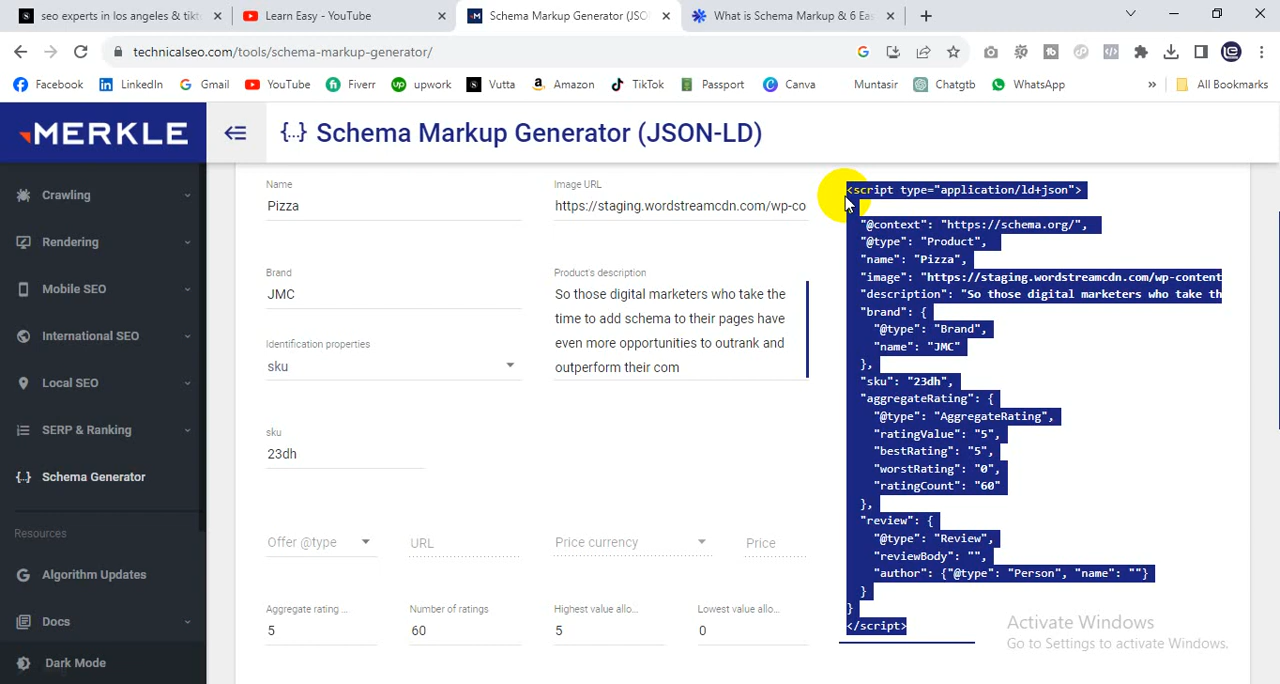 seo experts in los angeles & tikt
Learn Easy - YouTube
Schema Markup Generator (JSO
What is Schema Markup & 6 Eas
technicalseo.com/tools/schema-markup-generator/
Facebook
LinkedIn
Gmail
YouTube
Fiverr
upwork
Vutta
Amazon
TikTok
Passport
Canva
Muntasir
Chatgtb
WhatsApp
»
All Bookmarks
MERKLE
{...} Schema Markup Generator (JSON-LD)
Crawling
Rendering
Mobile SEO
International SEO
Local SEO
SERP & Ranking
{..} Schema Generator
Resources
Algorithm Updates
Docs
Dark Mode
Name
Pizza
Image URL
https://staging.wordstreamcdn.com/wp-co
Brand
JMC
Product's description
So those digital marketers who take the
time to add schema to their pages have
even more opportunities to outrank and
outperform their com
Identification properties
sku
sku
23dh
Offer @type
URL
Price currency
Price
Aggregate rating ...
5
Number of ratings
60
Highest value allo...
5
Lowest value allo...
0
<script type="application/ld+json">
"@context": "https://schema.org/",
"@type": "Product",
"name": "Pizza",
"image": "https://staging.wordstreamcdn.com/wp-content
"description": "So those digital marketers who take th
"brand": {
"@type": "Brand",
"name": "JMC"
},
"sku": "23dh",
"aggregateRating": {
"@type": "AggregateRating",
"ratingValue": "5",
"bestRating": "5",
"worstRating": "0",
"ratingCount": "60"
},
"review": {
"@type": "Review",
"reviewBody": "",
"author": {"@type": "Person", "name": ""}
}
}
</script>
Activate Windows
Go to Settings to activate Windows.